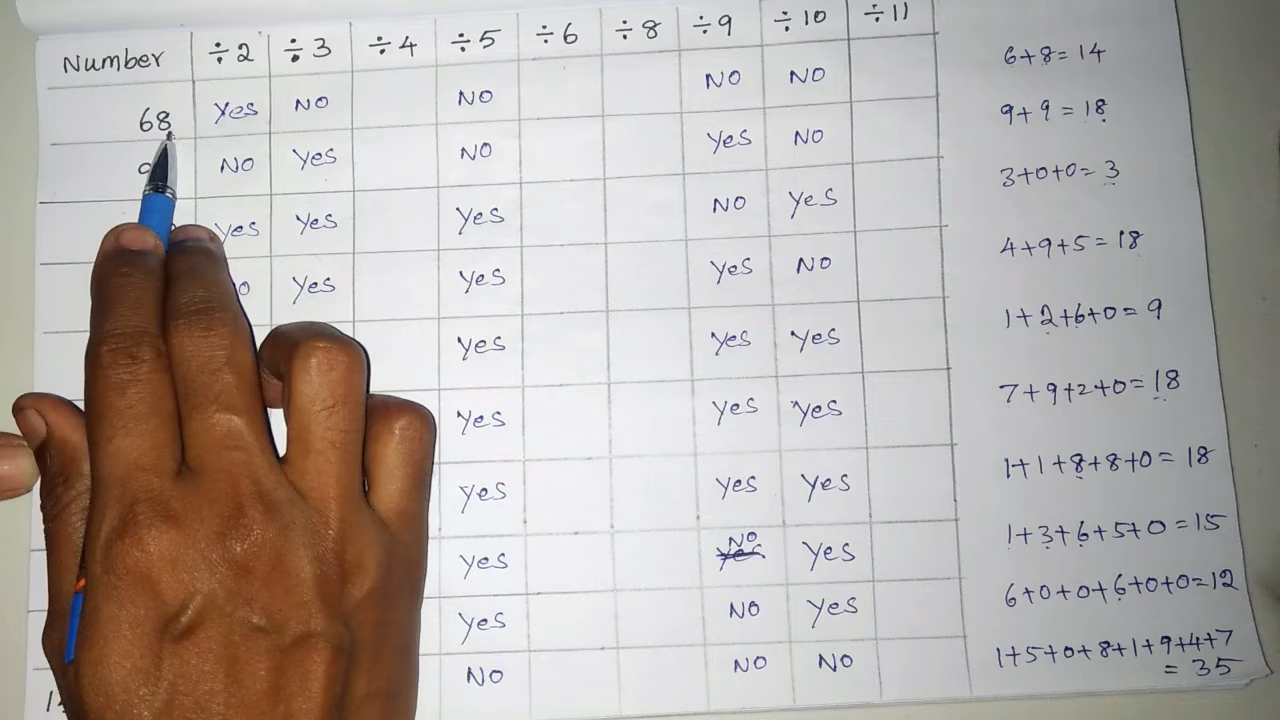 Number ÷2 ÷3 ÷4 ÷5 ÷6 ÷8 ÷9 ÷10 ÷11
68 Yes NO NO NO NO 6+8=14
9 NO Yes NO Yes NO 9+9=18
Yes Yes Yes NO Yes 3+0+0=3
Yes Yes Yes NO 4+9+5=18
Yes Yes Yes 1+2+6+0=9
Yes Yes Yes 7+9+2+0=18
Yes Yes Yes 1+1+8+8+0=18
Yes NO Yes 1+3+6+5+0=15
Yes NO Yes 6+0+0+6+0+0=12
NO NO NO 1+5+0+8+1+9+4+7
=35